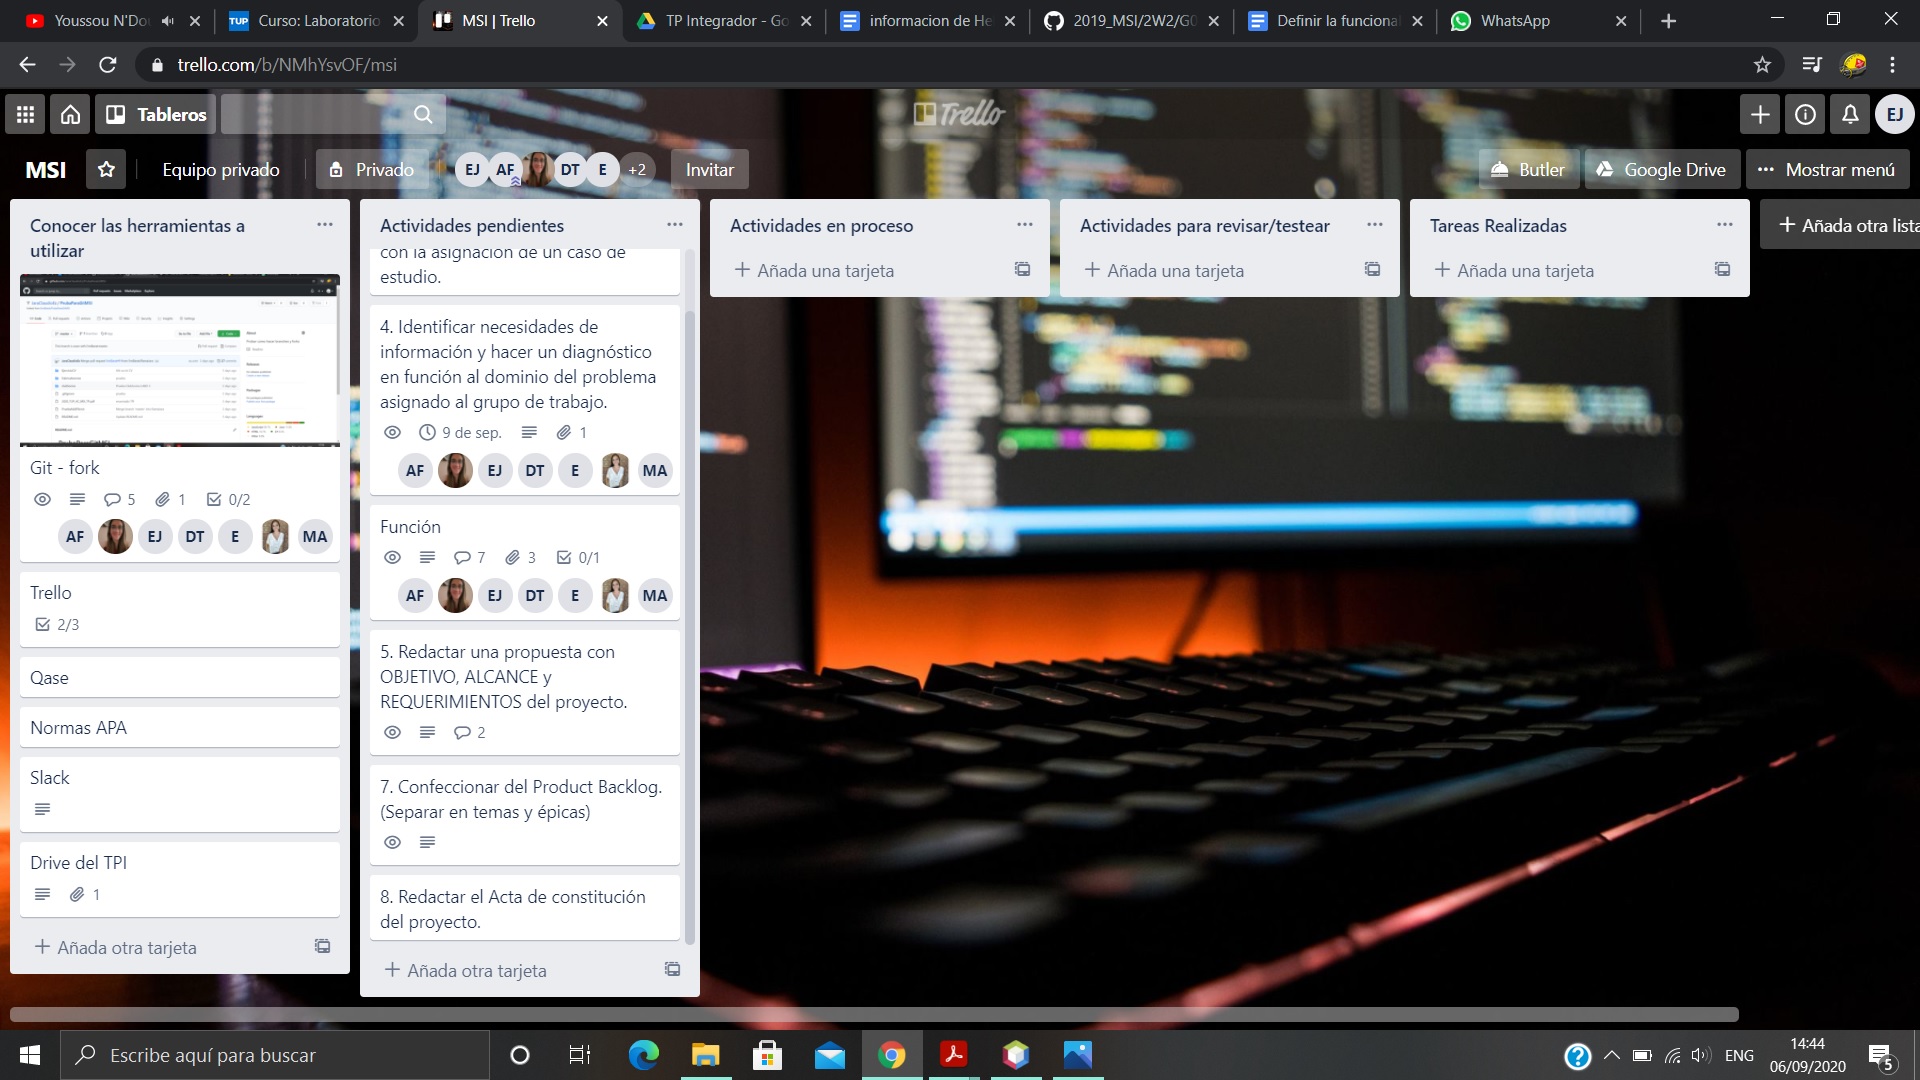 Youssou N'Dou
Curso: Laboratorio
MSI | Trello
TP Integrador - Go
informacion de He
2019_MSI/2W2/G0
Definir la funcional
WhatsApp
trello.com/b/NMhYsvOF/msi
Tableros
Trello
EJ
MSI
Equipo privado
Privado
EJ AF DT E +2
Invitar
Butler
Google Drive
Mostrar menú
Conocer las herramientas a
utilizar
Git - fork
5 1 0/2
AF EJ DT E MA
Trello
2/3
Qase
Normas APA
Slack
Drive del TPI
1
+ Añada otra tarjeta
Actividades pendientes
con la asignacion de un caso de
estudio.
4. Identificar necesidades de
información y hacer un diagnóstico
en función al dominio del problema
asignado al grupo de trabajo.
9 de sep. 1
AF EJ DT E MA
Función
7 3 0/1
AF EJ DT E MA
5. Redactar una propuesta con
OBJETIVO, ALCANCE y
REQUERIMIENTOS del proyecto.
2
7. Confeccionar del Product Backlog.
(Separar en temas y épicas)
8. Redactar el Acta de constitución
del proyecto.
+ Añada otra tarjeta
Actividades en proceso
+ Añada una tarjeta
Actividades para revisar/testear
+ Añada una tarjeta
Tareas Realizadas
+ Añada una tarjeta
+ Añada otra lista
Escribe aquí para buscar
ENG
14:44
06/09/2020
5